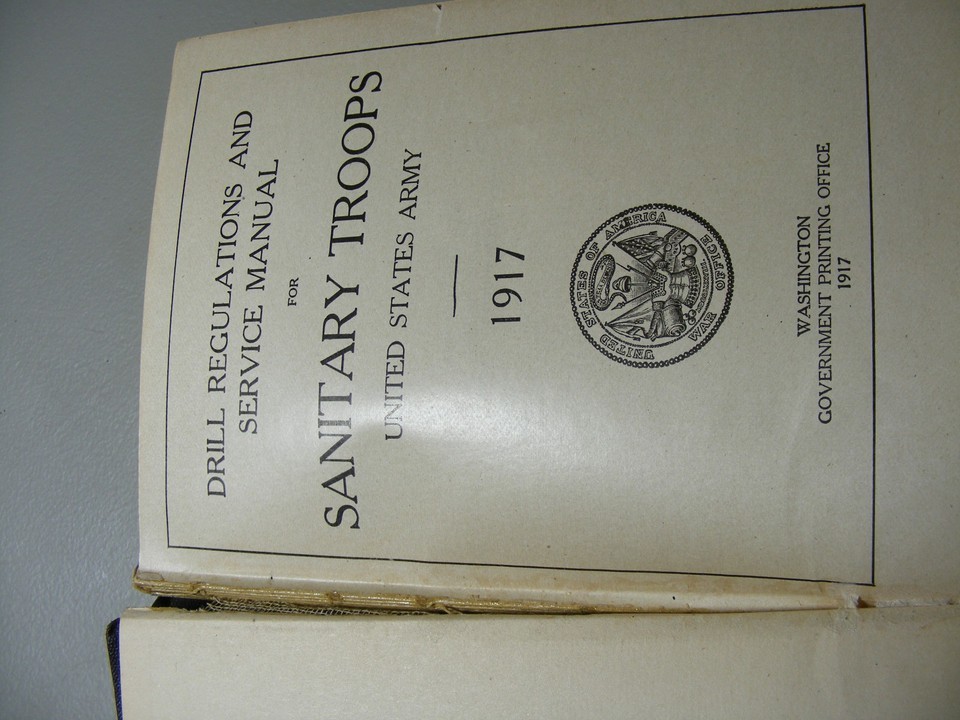 DRILL REGULATIONS AND
SERVICE MANUAL
FOR
SANITARY TROOPS
UNITED STATES ARMY
1917
UNITED STATES OF AMERICA
WAR OFFICE
WASHINGTON
GOVERNMENT PRINTING OFFICE
1917